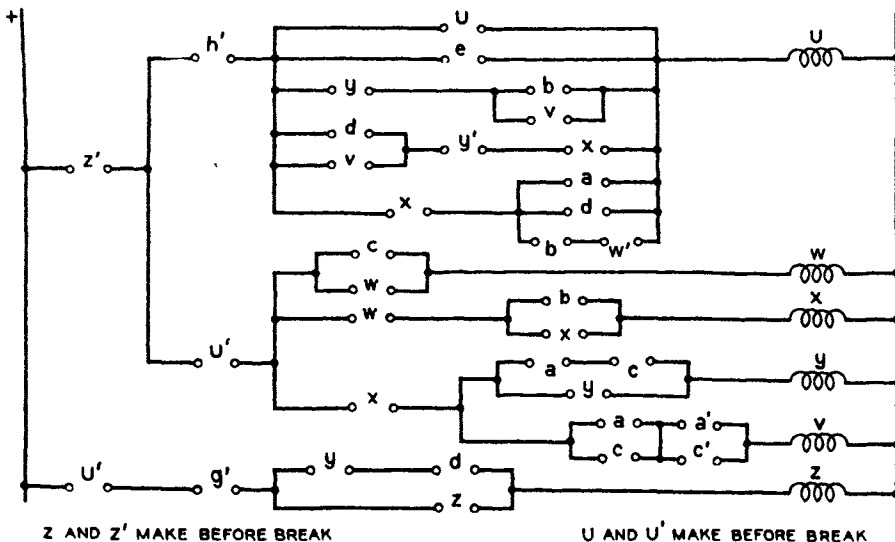 +
U
h'
e
U
y
b
v
d
y'
x
v
z'
a
x
d
b
w'
c
w
w
w
b
x
x
U'
a
c
y
y
x
a
a'
c
c'
v
U'
g'
y
d
z
z
Z AND Z' MAKE BEFORE BREAK
U AND U' MAKE BEFORE BREAK